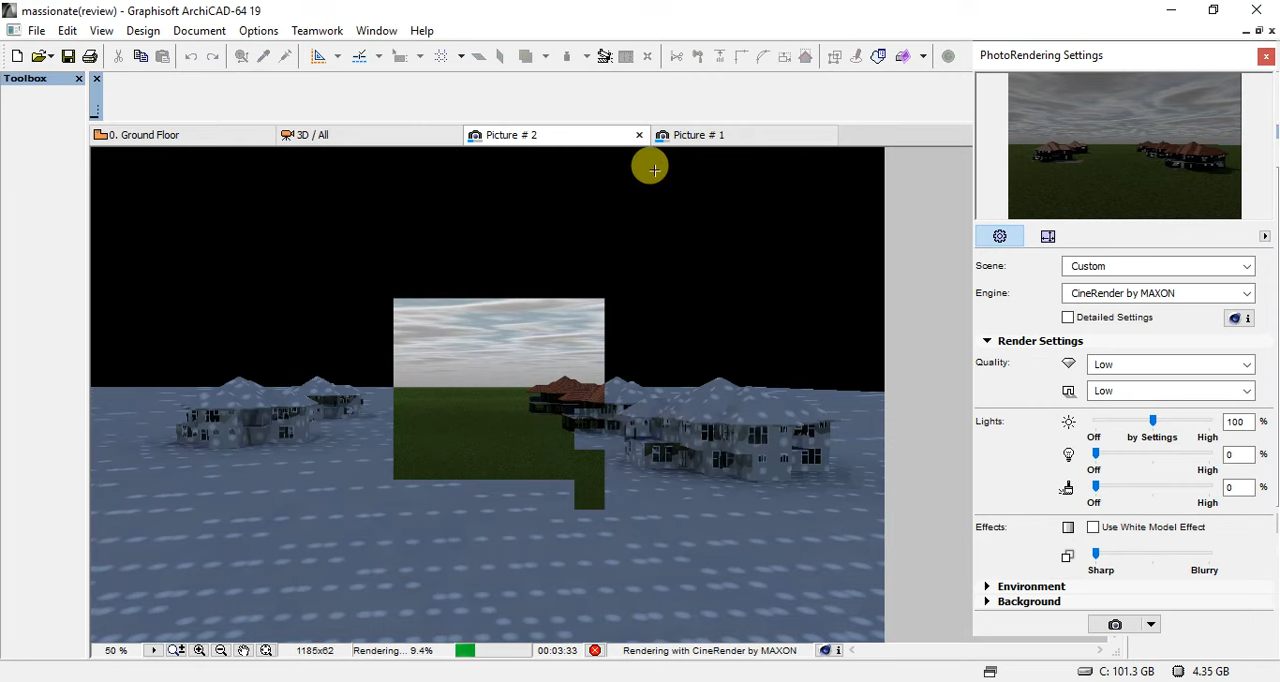 massionate(review) - Graphisoft ArchiCAD-64 19
File Edit View Design Document Options Teamwork Window Help
Toolbox
PhotoRendering Settings
0. Ground Floor
3D / All
Picture # 2
Picture # 1
Scene: Custom
Engine: CineRender by MAXON
Detailed Settings
Render Settings
Quality: Low
Low
Lights: 100 %
Off by Settings High
0 %
Off High
0 %
Off High
Effects: Use White Model Effect
Sharp Blurry
Environment
Background
50 % 1185x62 Rendering... 9.4% 00:03:33 Rendering with CineRender by MAXON
C: 101.3 GB 4.35 GB